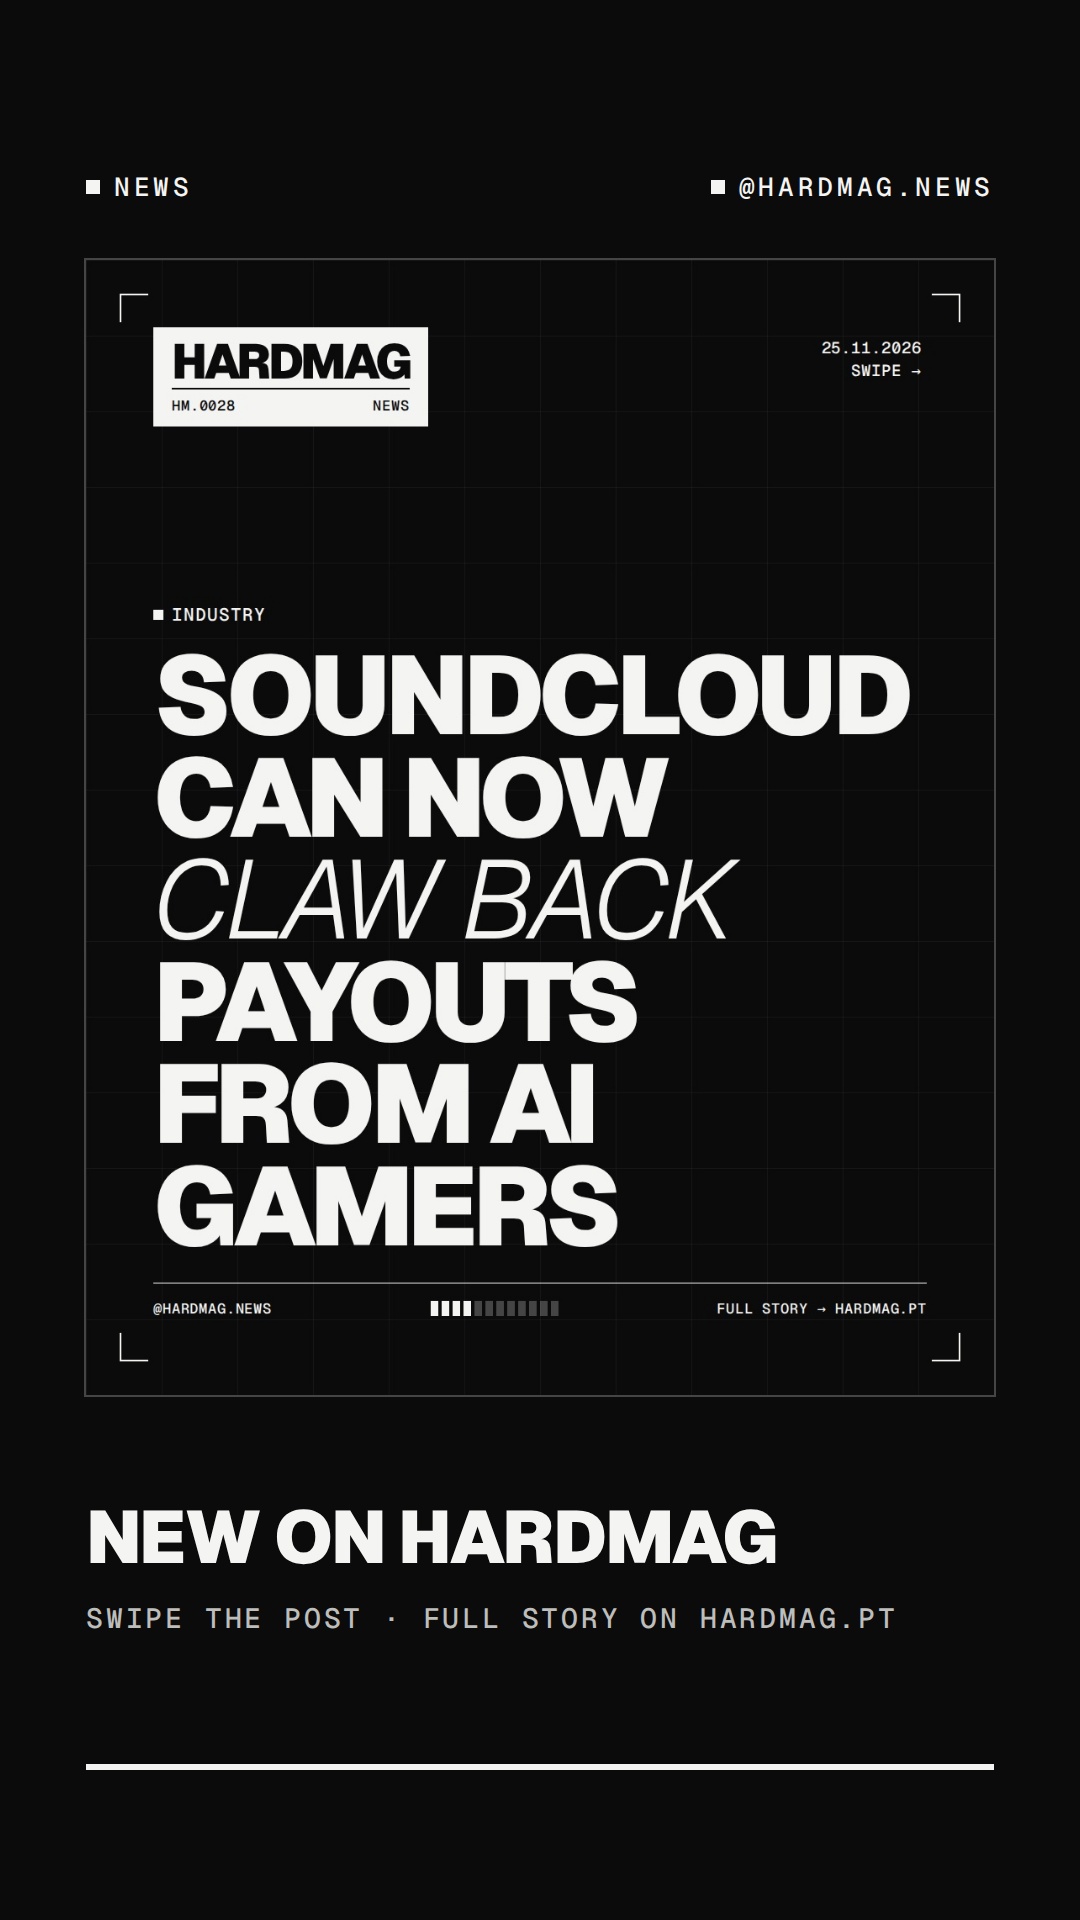 NEWS
@HARDMAG.NEWS
HARDMAG
HM.0028 NEWS
25.11.2026
SWIPE →
INDUSTRY
SOUNDCLOUD
CAN NOW
CLAW BACK
PAYOUTS
FROM AI
GAMERS
@HARDMAG.NEWS
FULL STORY → HARDMAG.PT
NEW ON HARDMAG
SWIPE THE POST · FULL STORY ON HARDMAG.PT